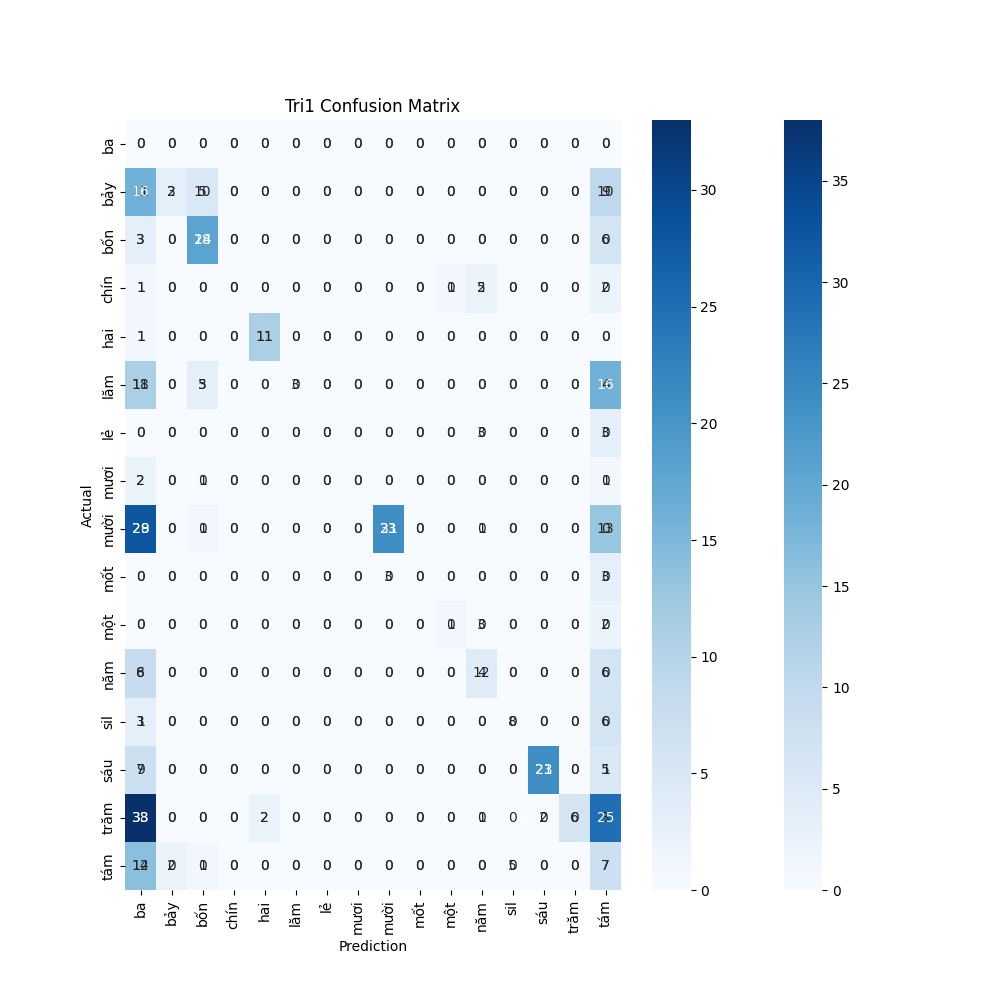 Tri1 Confusion Matrix
ba 0 0 0 0 0 0 0 0 0 0 0 0 0 0 0 0
bảy 0 0 0 0 0 0 0 0 0 0 0 0
bốn 3 0 0 0 0 0 0 0 0 0 0 0 0 0
chín 1 0 0 0 0 0 0 0 0 0 0 0 0
hai 1 0 0 0 11 0 0 0 0 0 0 0 0 0 0 0
lăm 0 0 0 0 0 0 0 0 0 0 0 0
lẻ 0 0 0 0 0 0 0 0 0 0 0 0 0 0
mươi 2 0 0 0 0 0 0 0 0 0 0 0 0 0
mười 0 0 0 0 0 0 0 0 0 0 0
mốt 0 0 0 0 0 0 0 0 0 0 0 0 0 0
một 0 0 0 0 0 0 0 0 0 0 0 0 0
năm 0 0 0 0 0 0 0 0 0 0 0 0 0
sil 0 0 0 0 0 0 0 0 0 0 0 0 0
sáu 0 0 0 0 0 0 0 0 0 0 0 0 0
trăm 38 0 0 0 2 0 0 0 0 0 0 0 25
tám 0 0 0 0 0 0 0 0 0 0 0 7
Actual
ba bảy bốn chín hai lăm lẻ mươi mười mốt một năm sil sáu trăm tám
Prediction
30
25
20
15
10
5
0
35
30
25
20
15
10
5
0